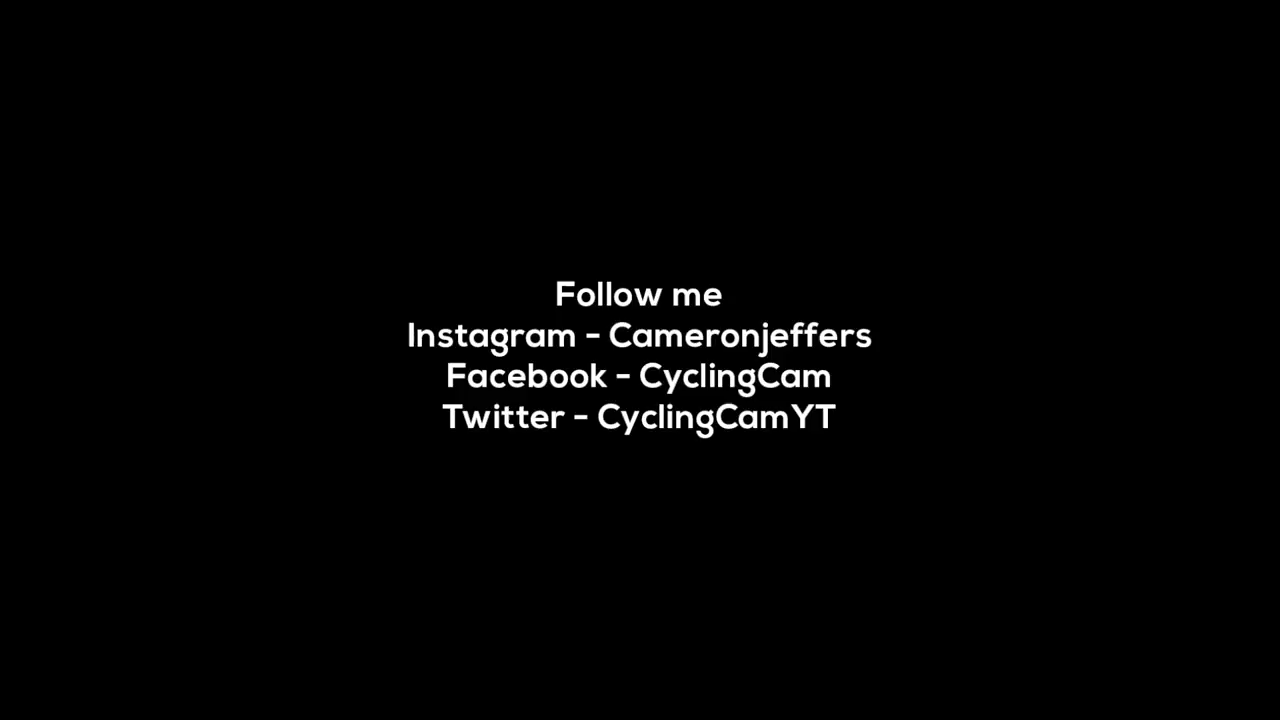 Follow me
Instagram - Cameronjeffers
Facebook - CyclingCam
Twitter - CyclingCamYT